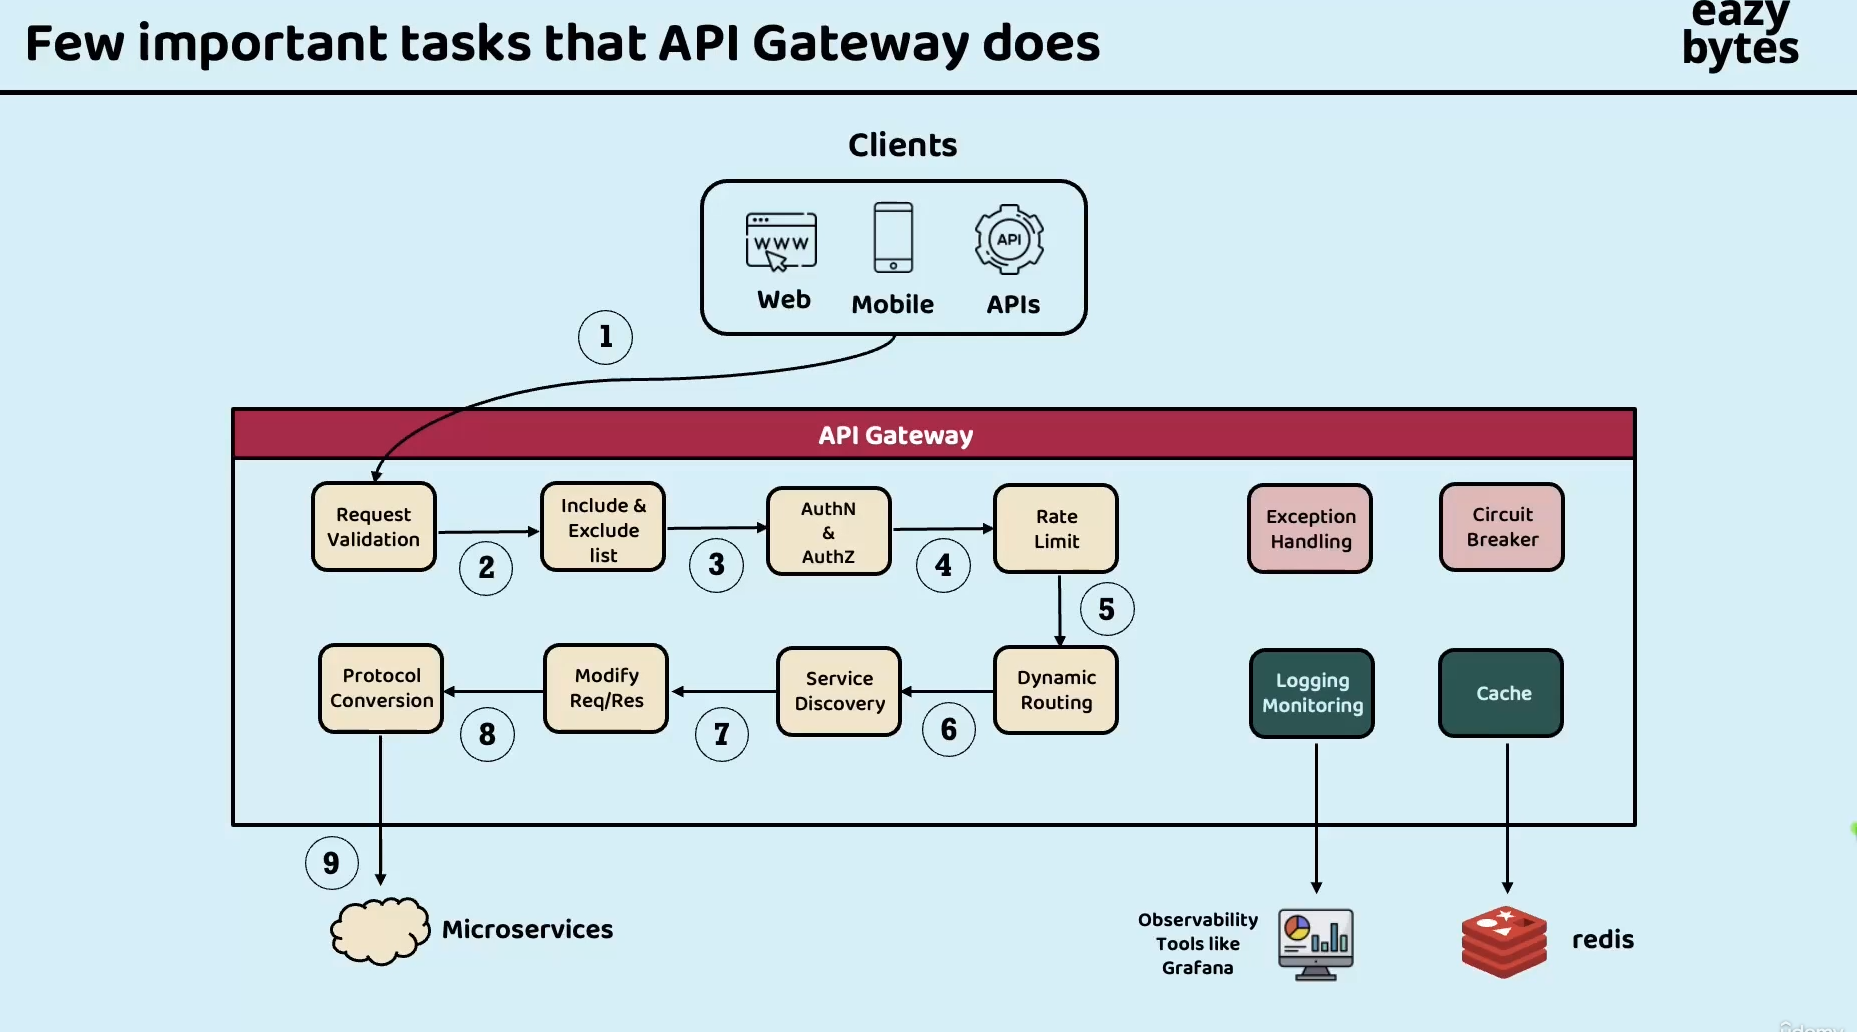 Few important tasks that API Gateway does
eazy
bytes
Clients
WWW
API
Web
Mobile
APIs
1
API Gateway
Request
Validation
2
Include &
Exclude
list
3
AuthN
&
AuthZ
4
Rate
Limit
Exception
Handling
Circuit
Breaker
5
Protocol
Conversion
8
Modify
Req/Res
7
Service
Discovery
6
Dynamic
Routing
Logging
Monitoring
Cache
9
Microservices
Observability
Tools like
Grafana
redis